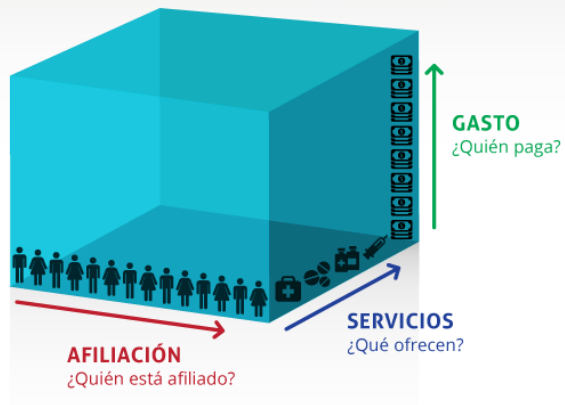 GASTO
¿Quién paga?
SERVICIOS
¿Qué ofrecen?
AFILIACIÓN
¿Quién está afiliado?